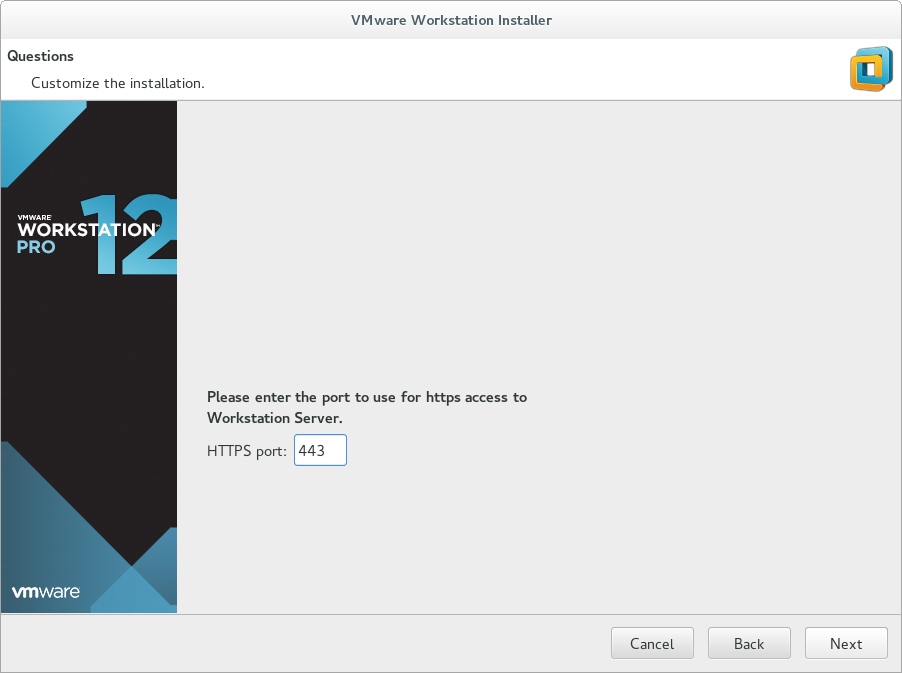 VMware Workstation Installer
Questions
Customize the installation.
VMWARE
WORKSTATION™
PRO
12
Please enter the port to use for https access to
Workstation Server.
HTTPS port: 443
vmware
Cancel Back Next